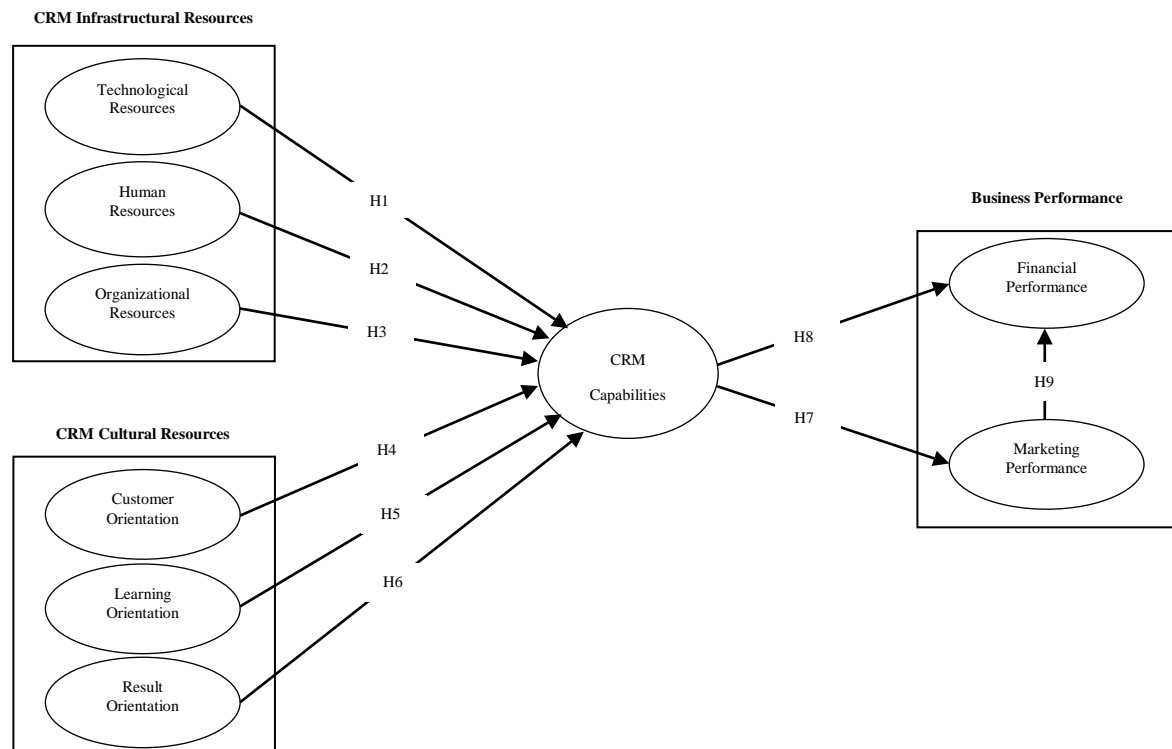 CRM Infrastructural Resources
Technological
Resources
Human
Resources
Organizational
Resources
H1
H2
H3
CRM Cultural Resources
Customer
Orientation
Learning
Orientation
Result
Orientation
H4
H5
H6
CRM
Capabilities
H8
H7
Business Performance
Financial
Performance
H9
Marketing
Performance